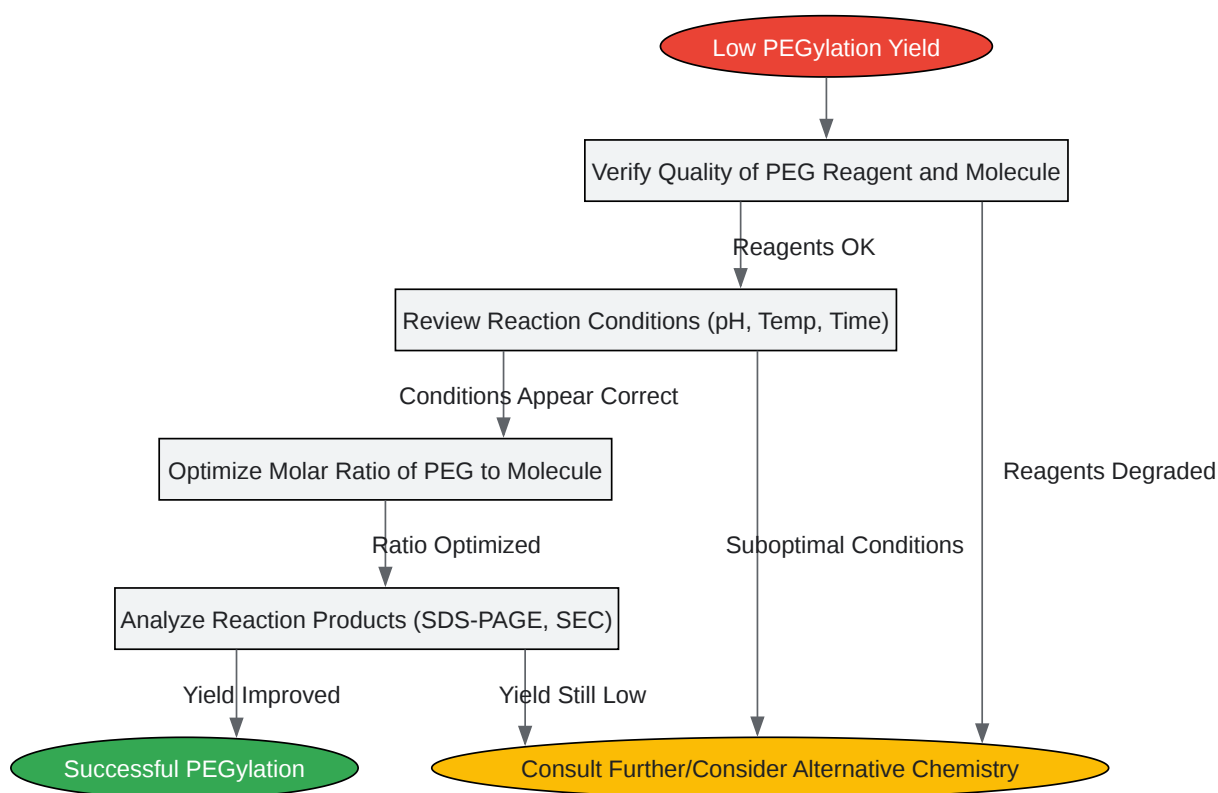 Low PEGylation Yield
Verify Quality of PEG Reagent and Molecule
Reagents OK
Review Reaction Conditions (pH, Temp, Time)
Conditions Appear Correct
Optimize Molar Ratio of PEG to Molecule
Reagents Degraded
Ratio Optimized
Suboptimal Conditions
Analyze Reaction Products (SDS-PAGE, SEC)
Yield Improved
Yield Still Low
Successful PEGylation
Consult Further/Consider Alternative Chemistry